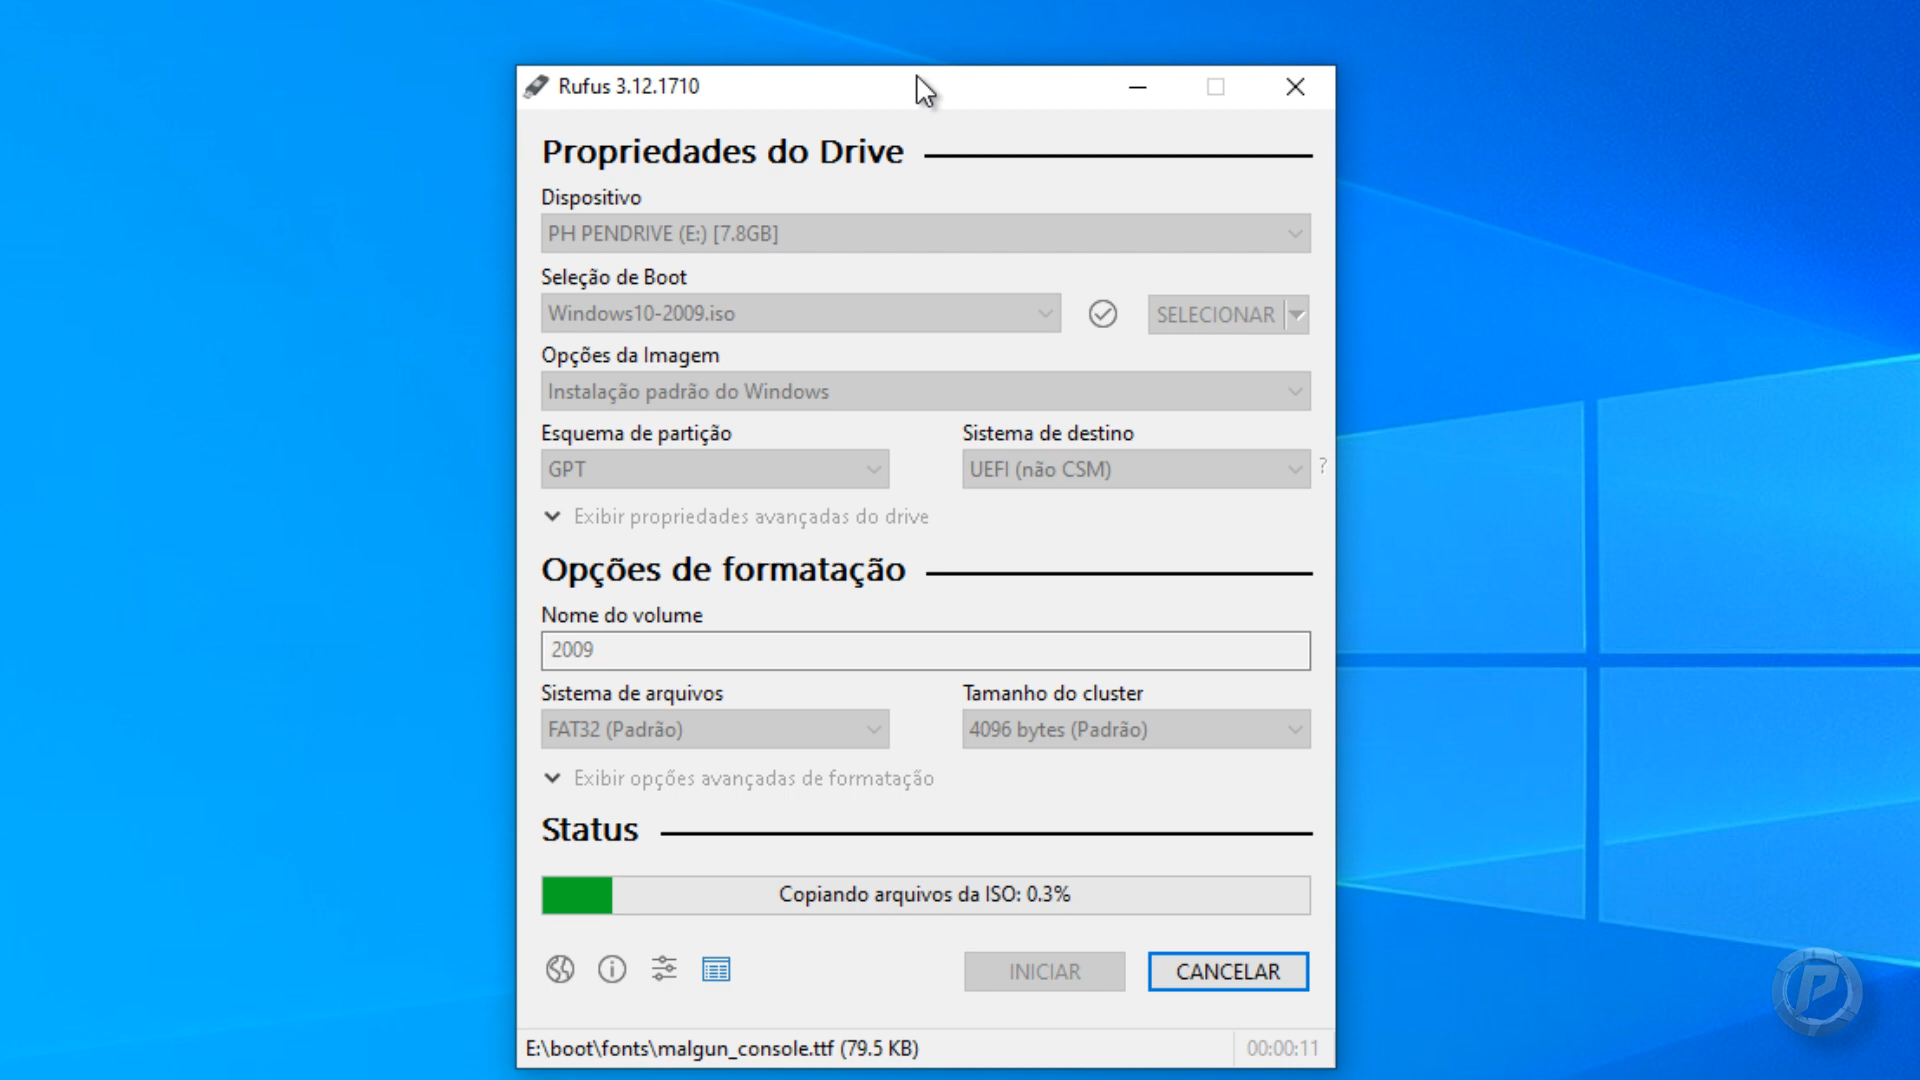 Rufus 3.12.1710
Propriedades do Drive
Dispositivo
PH PENDRIVE (E:) [7.8GB]
Seleção de Boot
Windows10-2009.iso
SELECIONAR
Opções da Imagem
Instalação padrão do Windows
Esquema de partição
Sistema de destino
GPT
UEFI (não CSM)
?
Exibir propriedades avançadas do drive
Opções de formatação
Nome do volume
2009
Sistema de arquivos
Tamanho do cluster
FAT32 (Padrão)
4096 bytes (Padrão)
Exibir opções avançadas de formatação
Status
Copiando arquivos da ISO: 0.3%
INICIAR
CANCELAR
E:\boot\fonts\malgun_console.ttf (79.5 KB)
00:00:11
P